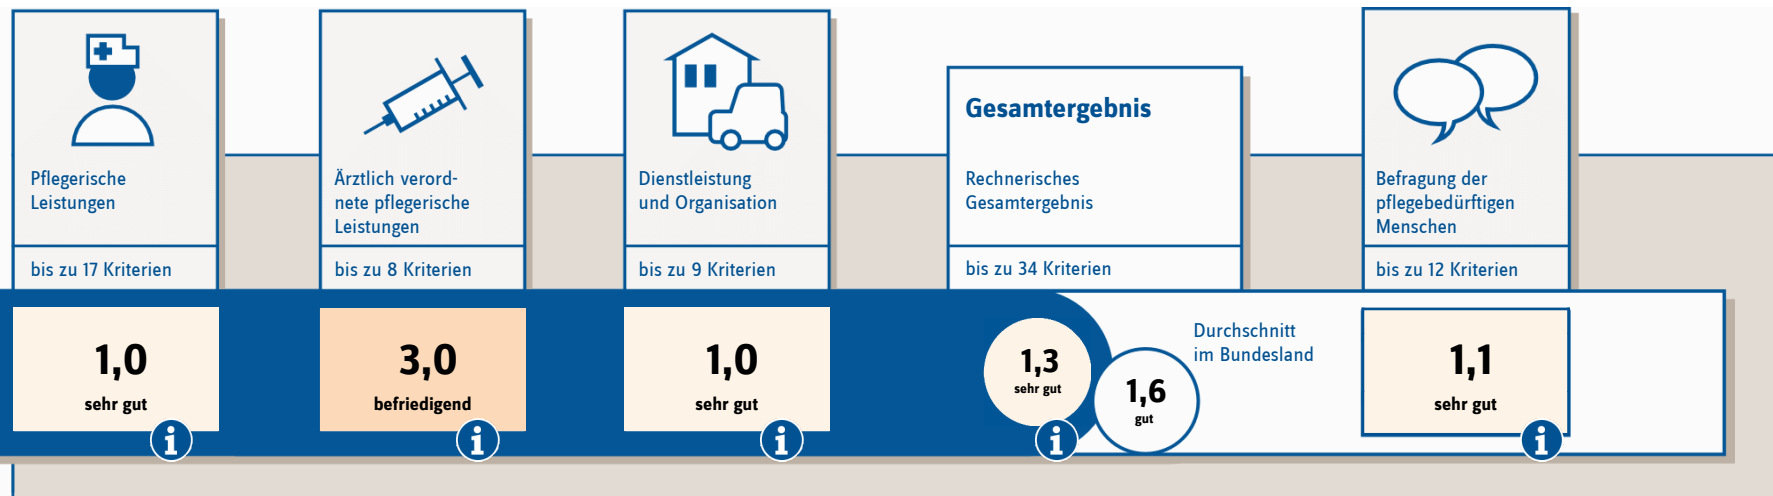 Pflegerische
Leistungen
bis zu 17 Kriterien
1,0
sehr gut
i
Ärztlich verord-
nete pflegerische
Leistungen
bis zu 8 Kriterien
3,0
befriedigend
i
Dienstleistung
und Organisation
bis zu 9 Kriterien
1,0
sehr gut
i
Gesamtergebnis
Rechnerisches
Gesamtergebnis
bis zu 34 Kriterien
1,3
sehr gut
i
1,6
gut
Durchschnitt
im Bundesland
Befragung der
pflegebedürftigen
Menschen
bis zu 12 Kriterien
1,1
sehr gut
i